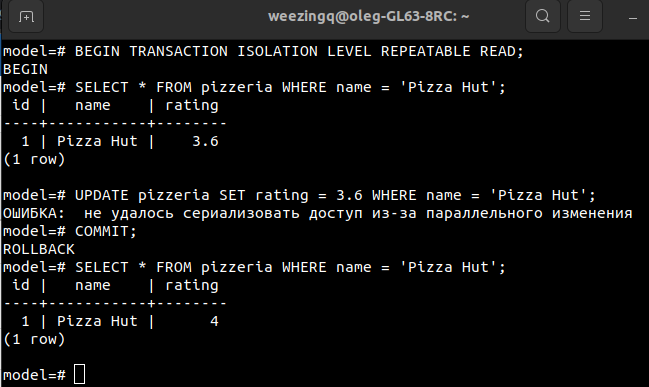 weezingq@oleg-GL63-8RC: ~
model=# BEGIN TRANSACTION ISOLATION LEVEL REPEATABLE READ;
BEGIN
model=# SELECT * FROM pizzeria WHERE name = 'Pizza Hut';
 id |   name    | rating
----+-----------+--------
  1 | Pizza Hut |    3.6
(1 row)

model=# UPDATE pizzeria SET rating = 3.6 WHERE name = 'Pizza Hut';
ОШИБКА:  не удалось сериализовать доступ из-за параллельного изменения
model=# COMMIT;
ROLLBACK
model=# SELECT * FROM pizzeria WHERE name = 'Pizza Hut';
 id |   name    | rating
----+-----------+--------
  1 | Pizza Hut |      4
(1 row)

model=#